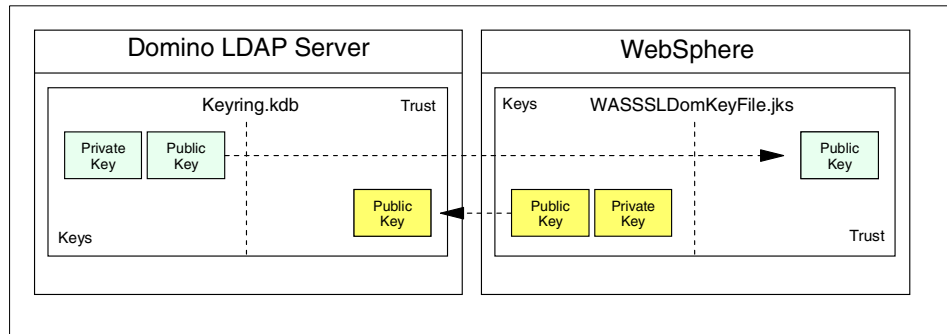 Domino LDAP Server
Keyring.kdb
Trust
Private
Key
Public
Key
Public
Key
Keys
WebSphere
Keys
WASSSLDomKeyFile.jks
Public
Key
Public
Key
Private
Key
Trust